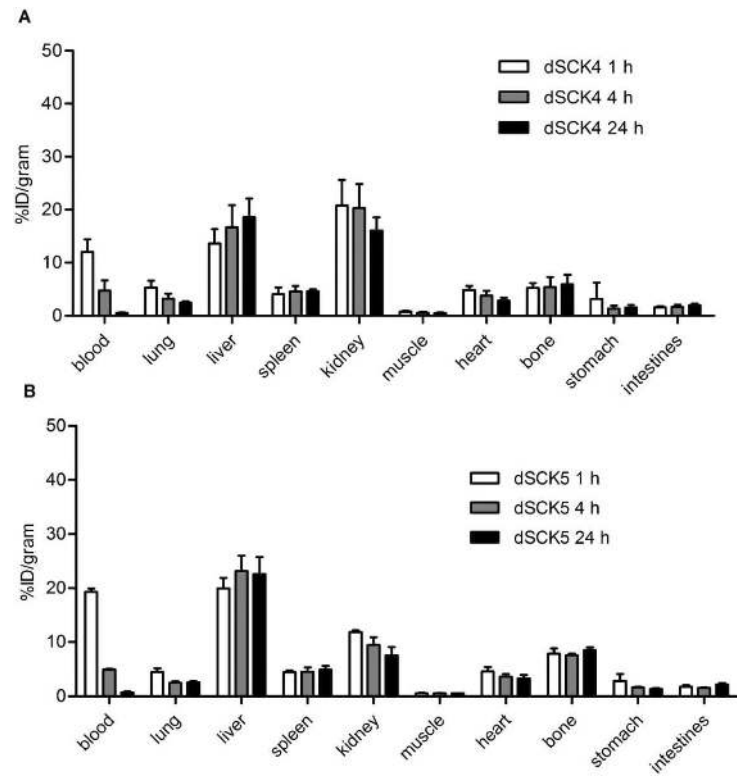 A
50
40
30
20
10
0
%ID/gram
dSCK4 1 h
dSCK4 4 h
dSCK4 24 h
blood
lung
liver
spleen
kidney
muscle
heart
bone
stomach
intestines
B
50
40
30
20
10
0
%ID/gram
dSCK5 1 h
dSCK5 4 h
dSCK5 24 h
blood
lung
liver
spleen
kidney
muscle
heart
bone
stomach
intestines